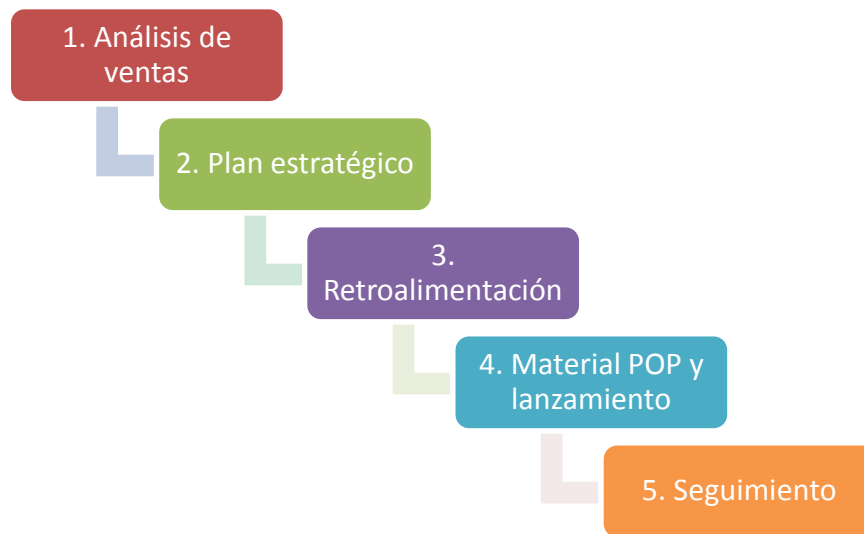 1. Análisis de
ventas
2. Plan estratégico
3.
Retroalimentación
4. Material POP y
lanzamiento
5. Seguimiento